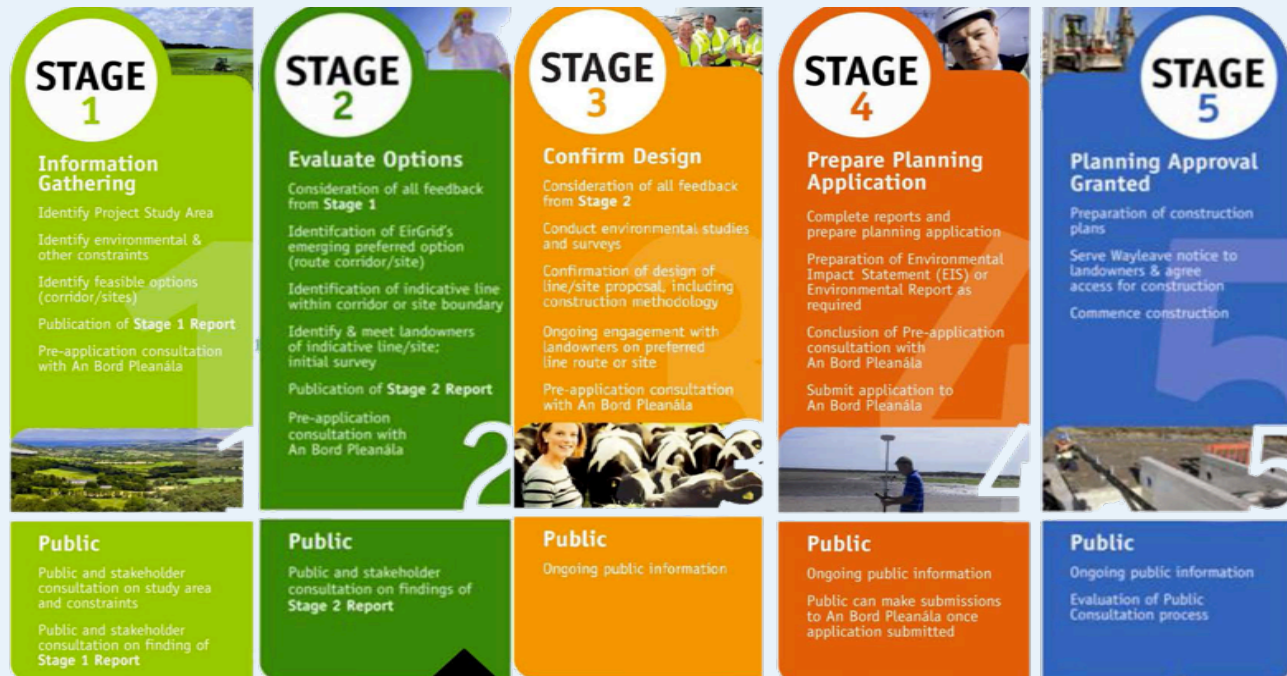 STAGE
1
Information
Gathering
Identify Project Study Area
Identify environmental &
other constraints
Identify feasible options
(corridor/sites)
Publication of Stage 1 Report
Pre-application consultation
with An Bord Pleanála
1
1
Public
Public and stakeholder
consultation on study area
and constraints
Public and stakeholder
consultation on finding of
Stage 1 Report
STAGE
2
Evaluate Options
Consideration of all feedback
from Stage 1
Identifcation of EirGrid's
emerging preferred option
(route corridor/site)
Identification of indicative line
within corridor or site boundary
Identify & meet landowners
of indicative line/site;
initial survey
Publication of Stage 2 Report
Pre-application
consultation with
An Bord Pleanála
2
Public
Public and stakeholder
consultation on findings of
Stage 2 Report
STAGE
3
Confirm Design
Consideration of all feedback
from Stage 2
Conduct environmental studies
and surveys
Confirmation of design of
line/site proposal, including
construction methodology
Ongoing engagement with
landowners on preferred
line route or site
Pre-application consultation
with An Bord Pleanála
3
3
Public
Ongoing public information
STAGE
4
Prepare Planning
Application
Complete reports and
prepare planning application
Preparation of Environmental
Impact Statement (EIS) or
Environmental Report as
required
Conclusion of Pre-application
consultation with
An Bord Pleanála
Submit application to
An Bord Pleanála
4
4
Public
Ongoing public information
Public can make submissions
to An Bord Pleanála once
application submitted
STAGE
5
Planning Approval
Granted
Preparation of construction
plans
Serve Wayleave notice to
landowners & agree
access for construction
Commence construction
5
5
Public
Ongoing public information
Evaluation of Public
Consultation process